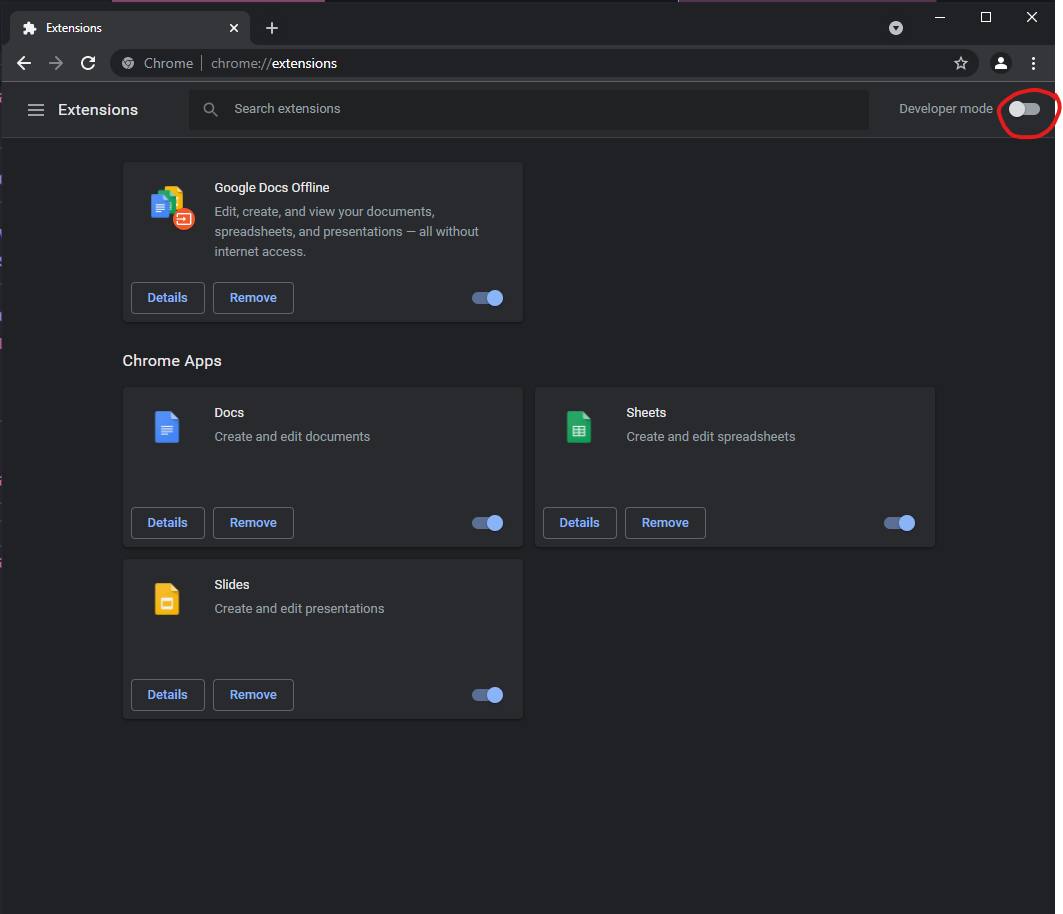 Extensions
Chrome chrome://extensions
Extensions
Search extensions
Developer mode
Google Docs Offline
Edit, create, and view your documents,
spreadsheets, and presentations — all without
internet access.
Details Remove
Chrome Apps
Docs
Create and edit documents
Details Remove
Sheets
Create and edit spreadsheets
Details Remove
Slides
Create and edit presentations
Details Remove